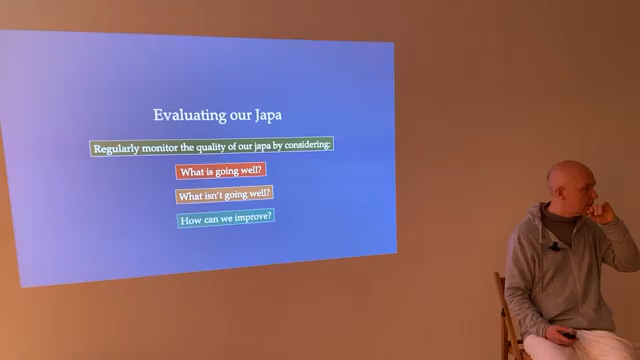 Evaluating our Japa
Regularly monitor the quality of our japa by considering:
What is going well?
What isn't going well?
How can we improve?